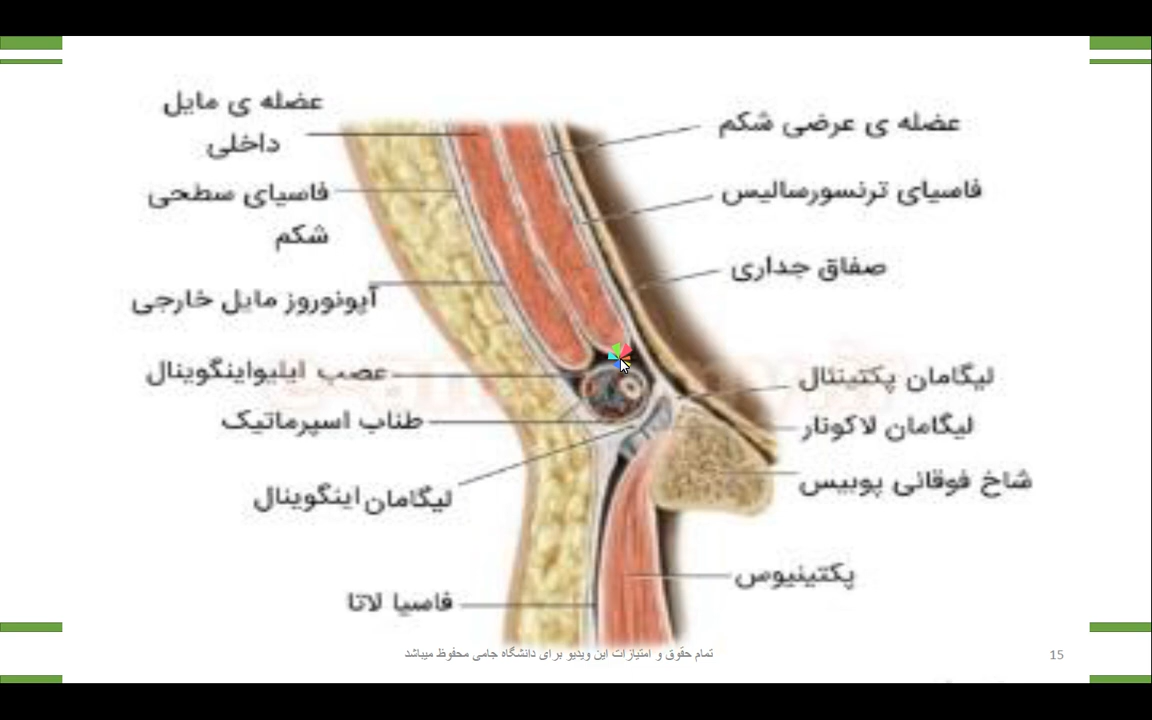 عضله ی مایل
داخلی
عضله ی عرضی شکم
فاسیای سطحی
شکم
فاسیای ترنسورسالیس
صفاق جداری
آپونوروز مایل خارجی
عصب ایلیواینگوینال
لیگامان پکتینئال
طناب اسپرماتیک
لیگامان لاکونار
لیگامان اینگوینال
شاخ فوقانی پوبیس
پکتینیوس
فاسیا لاتا
تمام حقوق و امتیازات این ویدیو برای دانشگاه جامی محفوظ میباشد
15